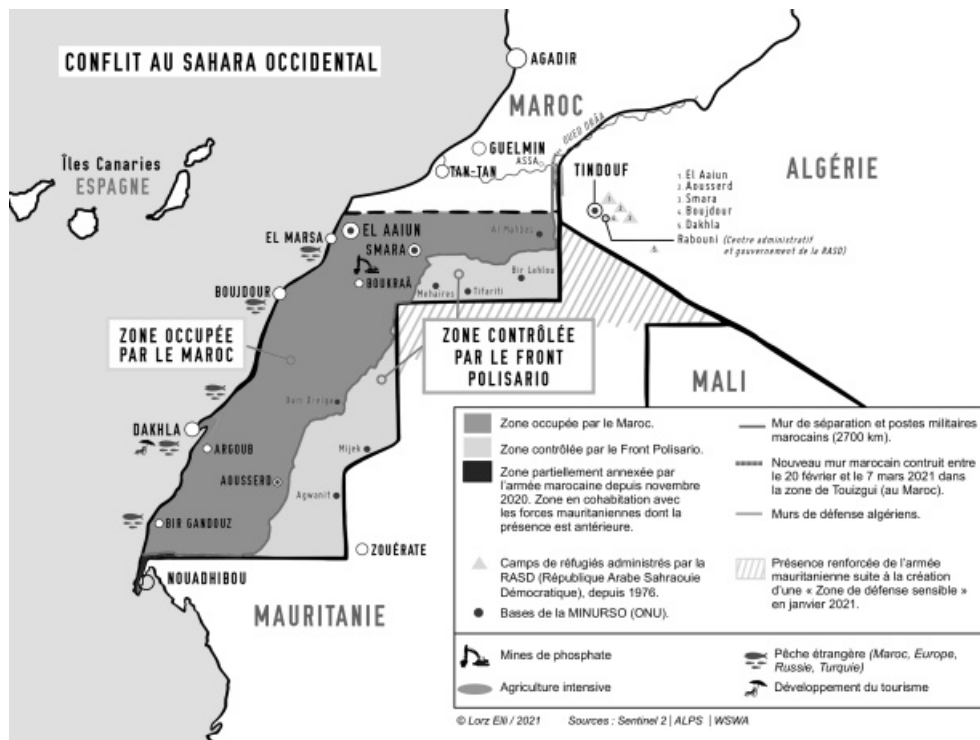 CONFLIT AU SAHARA OCCIDENTAL
AGADIR
MAROC
OUED DRÂA
GUELMIN
ASSA
TAN-TAN
Îles Canaries
ESPAGNE
TINDOUF
ALGÉRIE
1. El Aaiun
2. Aousserd
3. Smara
4. Boujdour
5. Dakhla
Rabouni (Centre administratif
et gouvernement de la RASD)
EL MARSA
EL AAIUN
SMARA
Al Mahbes
BOUKRAÂ
Bir Lahlou
Mehaires
Tifariti
BOUJDOUR
ZONE OCCUPÉE
PAR LE MAROC
ZONE CONTRÔLÉE
PAR LE FRONT
POLISARIO
MALI
DAKHLA
ARGOUB
Mijek
AOUSSERD
Agwanit
BIR GANDOUZ
ZOUÉRATE
NOUADHIBOU
MAURITANIE
Zone occupée par le Maroc.
Zone contrôlée par le Front Polisario.
Zone partiellement annexée par
l'armée marocaine depuis novembre
2020. Zone en cohabitation avec
les forces mauritaniennes dont la
présence est antérieure.
Camps de réfugiés administrés par la
RASD (République Arabe Sahraouie
Démocratique), depuis 1976.
Bases de la MINURSO (ONU).
Mur de séparation et postes militaires
marocains (2700 km).
Nouveau mur marocain construit entre
le 20 février et le 7 mars 2021 dans
la zone de Touizgui (au Maroc).
Murs de défense algériens.
Présence renforcée de l'armée
mauritanienne suite à la création
d'une « Zone de défense sensible »
en janvier 2021.
Mines de phosphate
Agriculture intensive
Pêche étrangère (Maroc, Europe,
Russie, Turquie)
Développement du tourisme
© Lorz Elli / 2021 Sources : Sentinel 2 | ALPS | WSWA